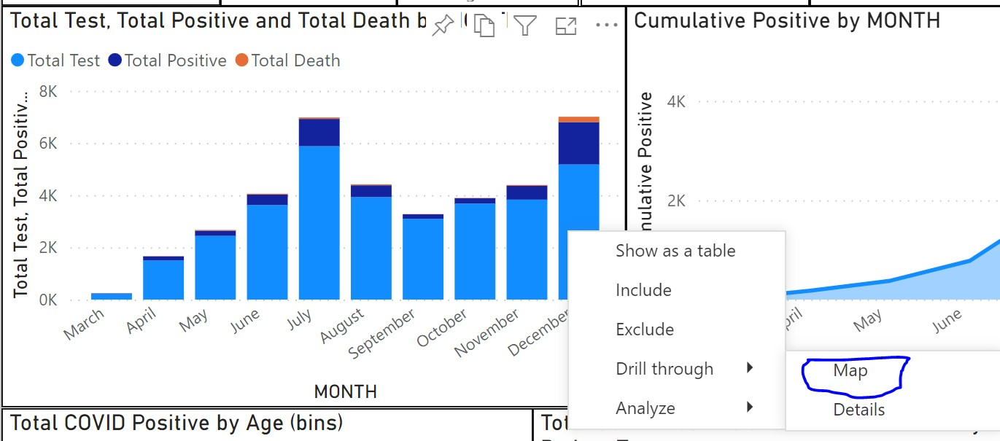 Total Test, Total Positive and Total Death b
Total Test Total Positive Total Death
Total Test, Total Positiv...
8K
6K
4K
2K
0K
March April May June July August September October November December
MONTH
Cumulative Positive by MONTH
mulative Positive
4K
2K
pril May June
Show as a table
Include
Exclude
Drill through
Analyze
Map
Details
Total COVID Positive by Age (bins)
Tot